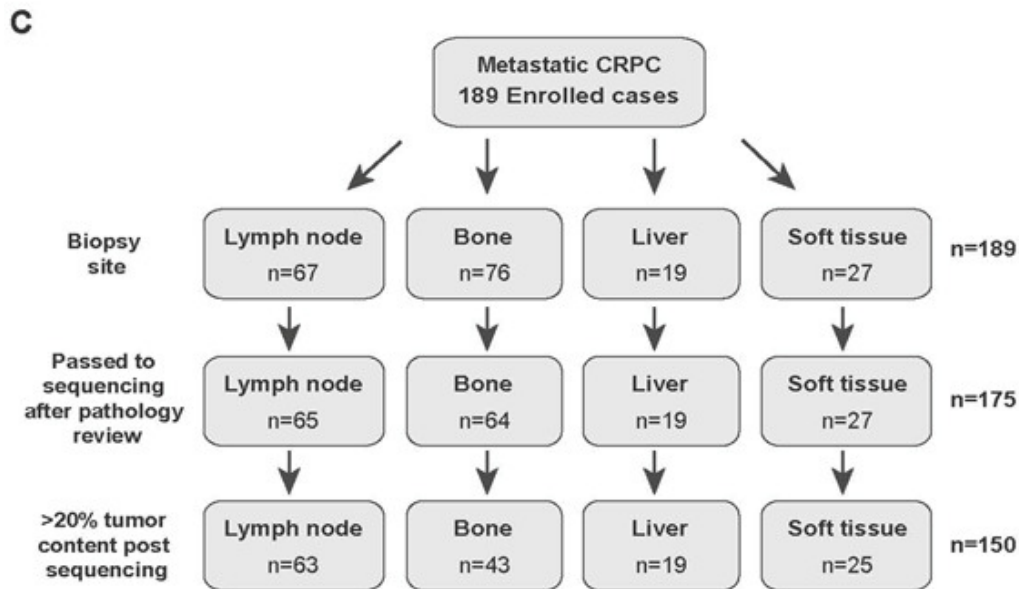 C
Metastatic CRPC
189 Enrolled cases
Biopsy
site
Lymph node
n=67
Bone
n=76
Liver
n=19
Soft tissue
n=27
n=189
Passed to
sequencing
after pathology
review
Lymph node
n=65
Bone
n=64
Liver
n=19
Soft tissue
n=27
n=175
>20% tumor
content post
sequencing
Lymph node
n=63
Bone
n=43
Liver
n=19
Soft tissue
n=25
n=150